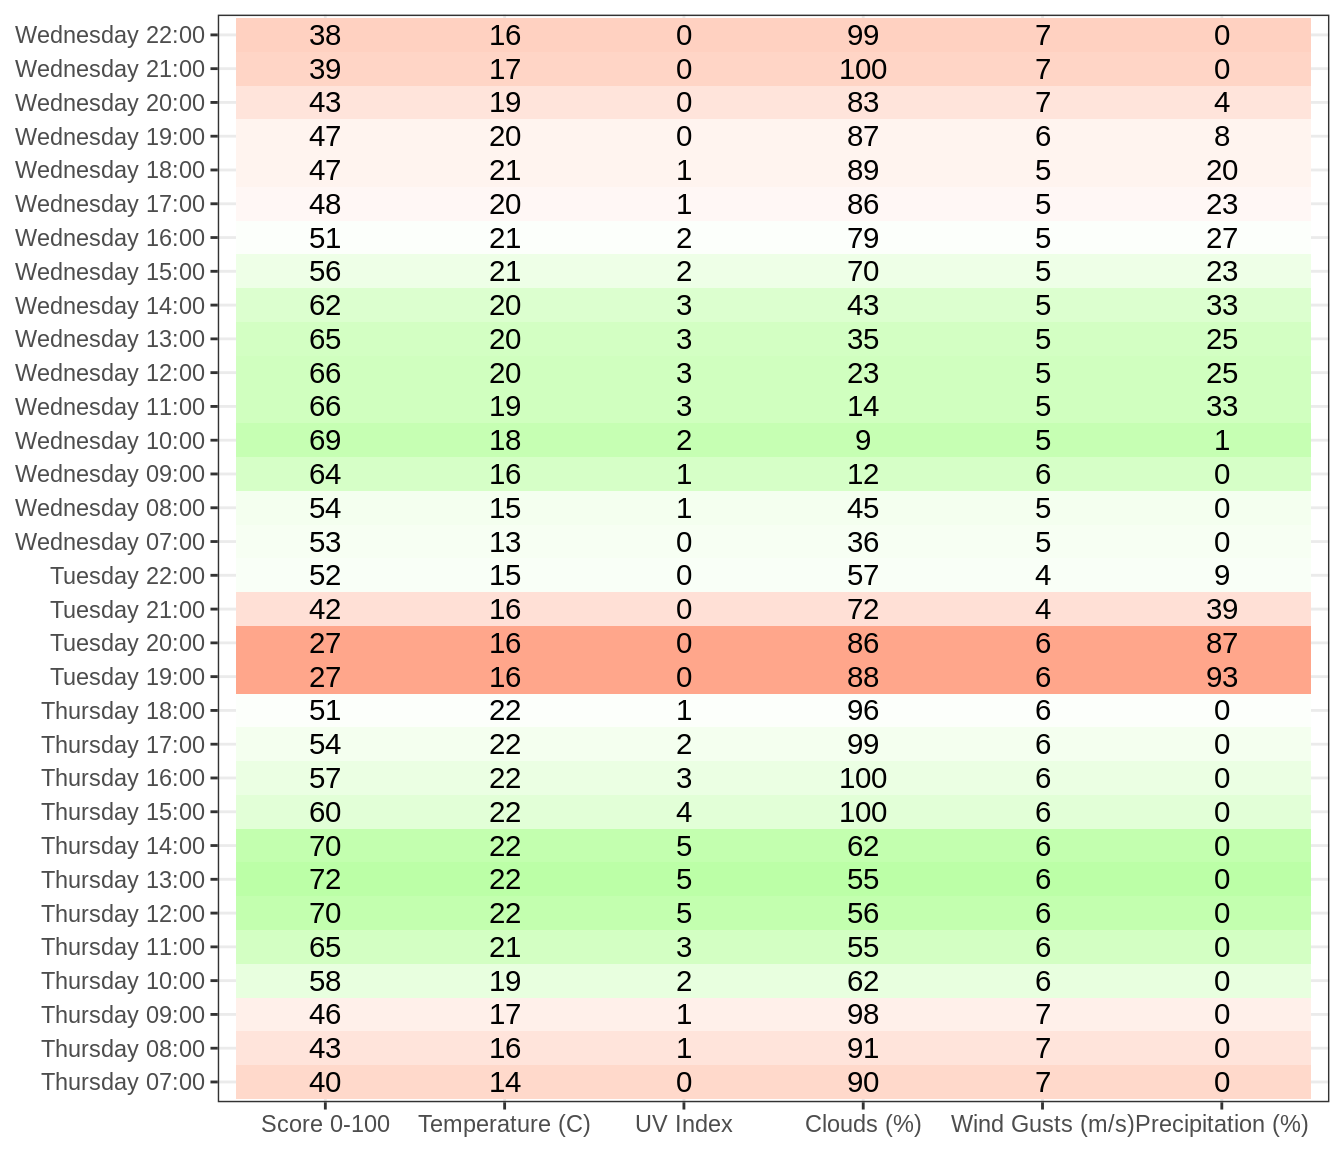 Wednesday 22:00 38 16 0 99 7 0
Wednesday 21:00 39 17 0 100 7 0
Wednesday 20:00 43 19 0 83 7 4
Wednesday 19:00 47 20 0 87 6 8
Wednesday 18:00 47 21 1 89 5 20
Wednesday 17:00 48 20 1 86 5 23
Wednesday 16:00 51 21 2 79 5 27
Wednesday 15:00 56 21 2 70 5 23
Wednesday 14:00 62 20 3 43 5 33
Wednesday 13:00 65 20 3 35 5 25
Wednesday 12:00 66 20 3 23 5 25
Wednesday 11:00 66 19 3 14 5 33
Wednesday 10:00 69 18 2 9 5 1
Wednesday 09:00 64 16 1 12 6 0
Wednesday 08:00 54 15 1 45 5 0
Wednesday 07:00 53 13 0 36 5 0
Tuesday 22:00 52 15 0 57 4 9
Tuesday 21:00 42 16 0 72 4 39
Tuesday 20:00 27 16 0 86 6 87
Tuesday 19:00 27 16 0 88 6 93
Thursday 18:00 51 22 1 96 6 0
Thursday 17:00 54 22 2 99 6 0
Thursday 16:00 57 22 3 100 6 0
Thursday 15:00 60 22 4 100 6 0
Thursday 14:00 70 22 5 62 6 0
Thursday 13:00 72 22 5 55 6 0
Thursday 12:00 70 22 5 56 6 0
Thursday 11:00 65 21 3 55 6 0
Thursday 10:00 58 19 2 62 6 0
Thursday 09:00 46 17 1 98 7 0
Thursday 08:00 43 16 1 91 7 0
Thursday 07:00 40 14 0 90 7 0
Score 0-100 Temperature (C) UV Index Clouds (%) Wind Gusts (m/s) Precipitation (%)